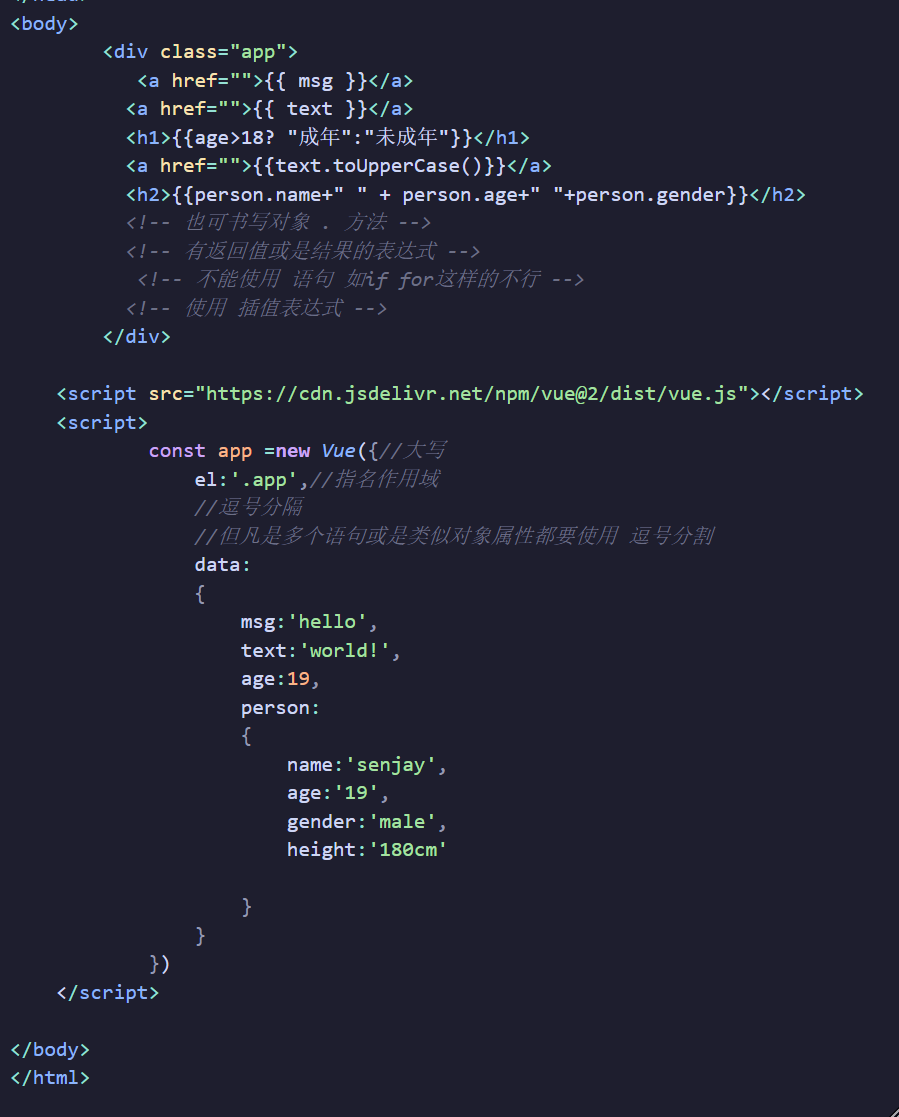 <body>
<div class="app">
<a href="">{{ msg }}</a>
<a href="">{{ text }}</a>
<h1>{{age>18? "成年":"未成年"}}</h1>
<a href="">{{text.toUpperCase()}}</a>
<h2>{{person.name+" " + person.age+" "+person.gender}}</h2>
<!-- 也可书写对象 . 方法 -->
<!-- 有返回值或是结果的表达式 -->
<!-- 不能使用 语句 如if for这样的不行 -->
<!-- 使用 插值表达式 -->
</div>
<script src="https://cdn.jsdelivr.net/npm/vue@2/dist/vue.js"></script>
<script>
const app =new Vue({//大写
el:'.app',//指名作用域
//逗号分隔
//但凡是多个语句或是类似对象属性都要使用 逗号分割
data:
{
msg:'hello',
text:'world!',
age:19,
person:
{
name:'senjay',
age:'19',
gender:'male',
height:'180cm'
}
}
})
</script>
</body>
</html>